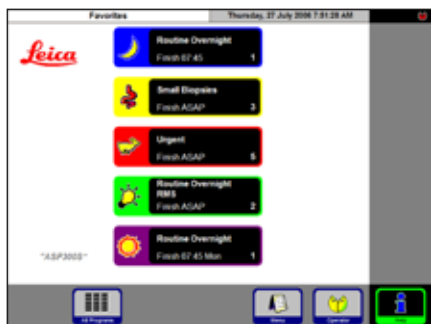 Favorites
Thursday, 27 July 2006 7:51:28 AM
Leica
Routine Overnight
Finish 07:45 1
Small Biopsies
Finish ASAP 3
Urgent
Finish ASAP 5
Routine Overnight
RMS
Finish ASAP 2
Routine Overnight
Finish 07:45 Mon 1
"ASP300S"
All Programs
Menu
Operator